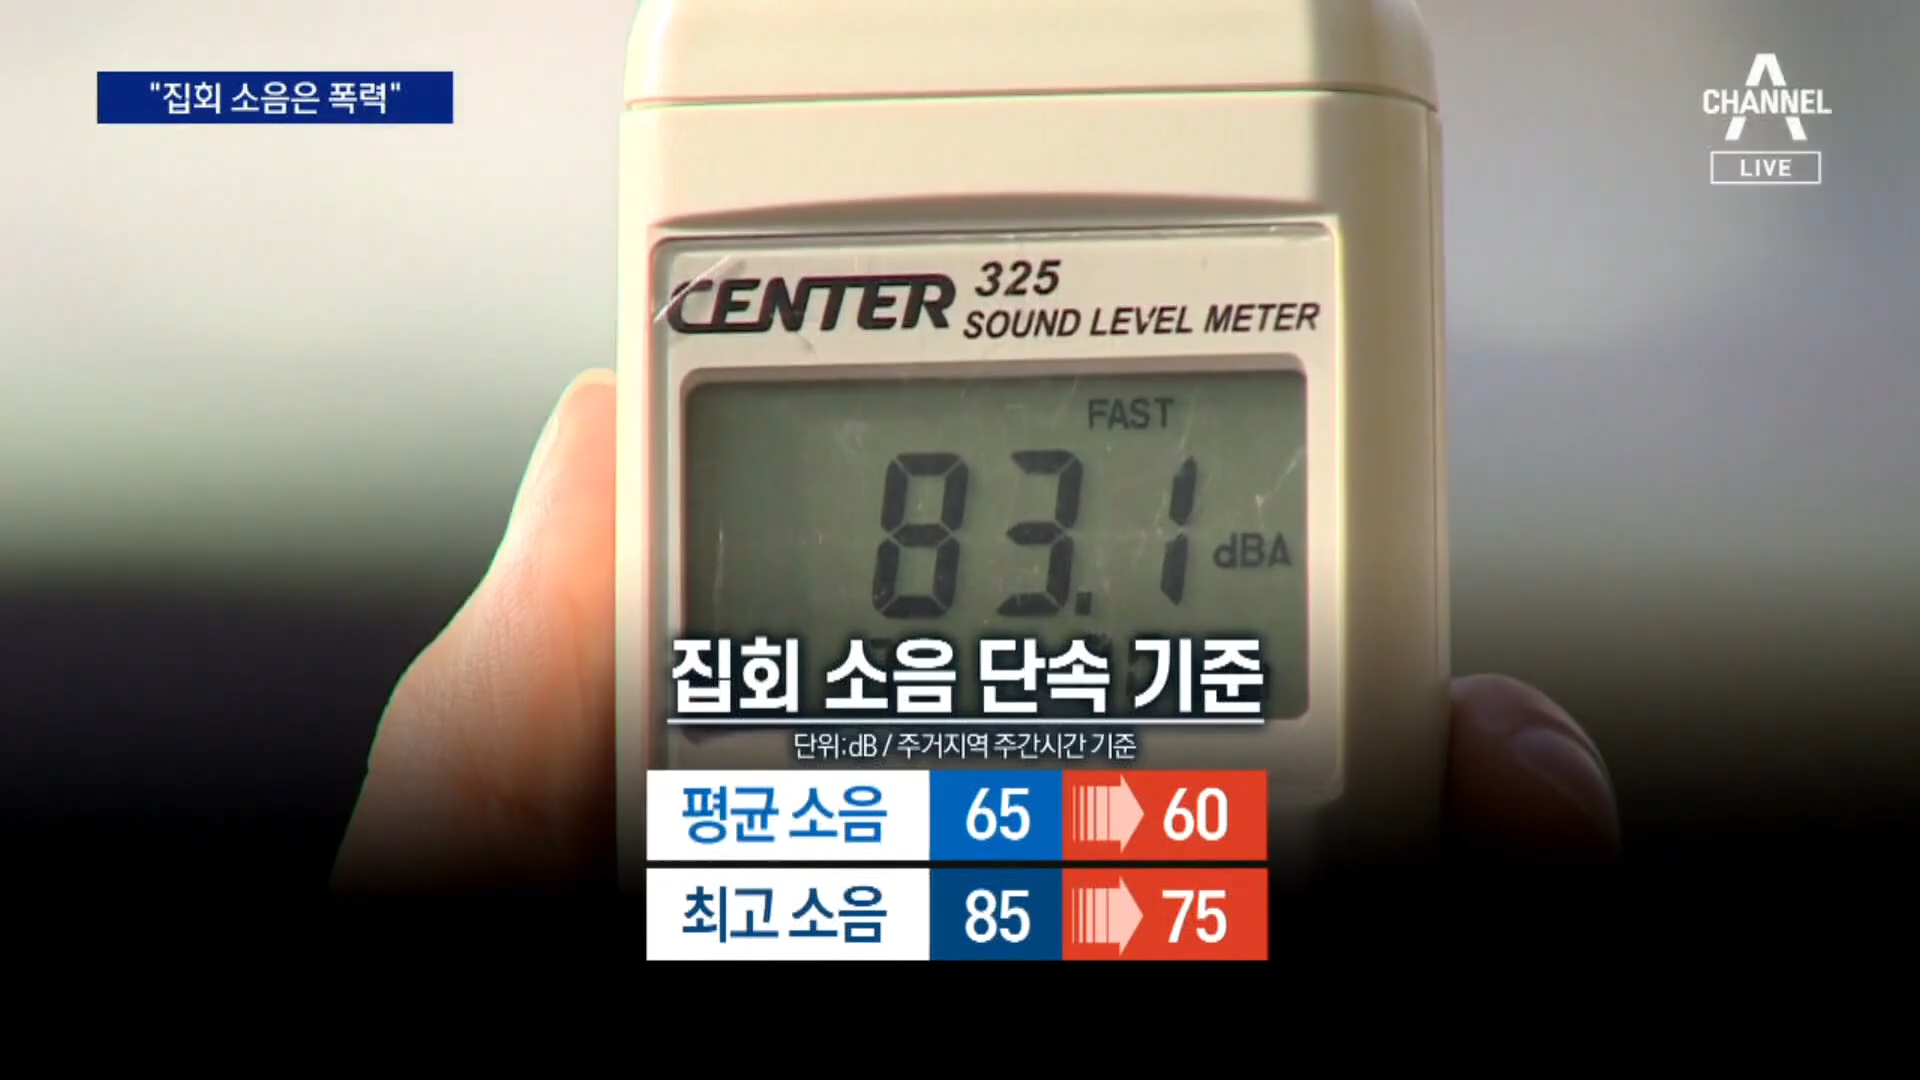 "집회 소음은 폭력"
CHANNEL A
LIVE
CENTER 325
SOUND LEVEL METER
FAST
83.1 dBA
집회 소음 단속 기준
단위:dB / 주거지역 주간시간 기준
평균 소음 65 60
최고 소음 85 75